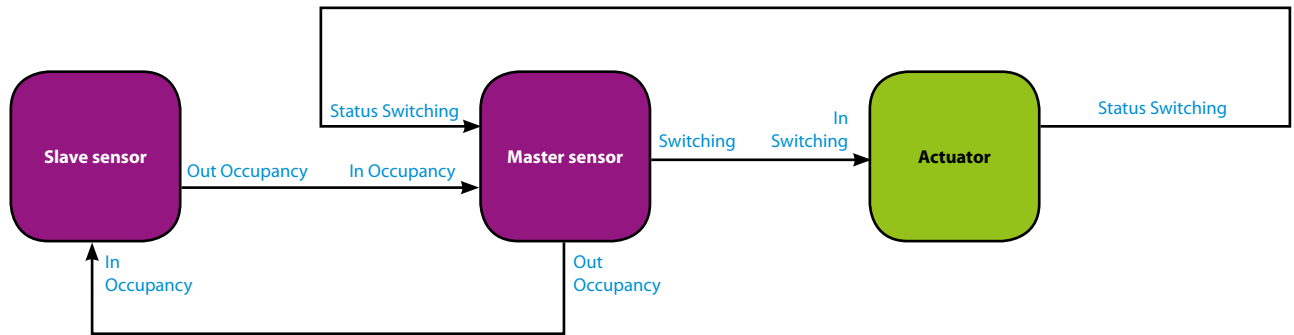 Status Switching
In
Switching
Status Switching
Slave sensor
Out Occupancy
In Occupancy
Master sensor
Switching
Actuator
In
Occupancy
Out
Occupancy